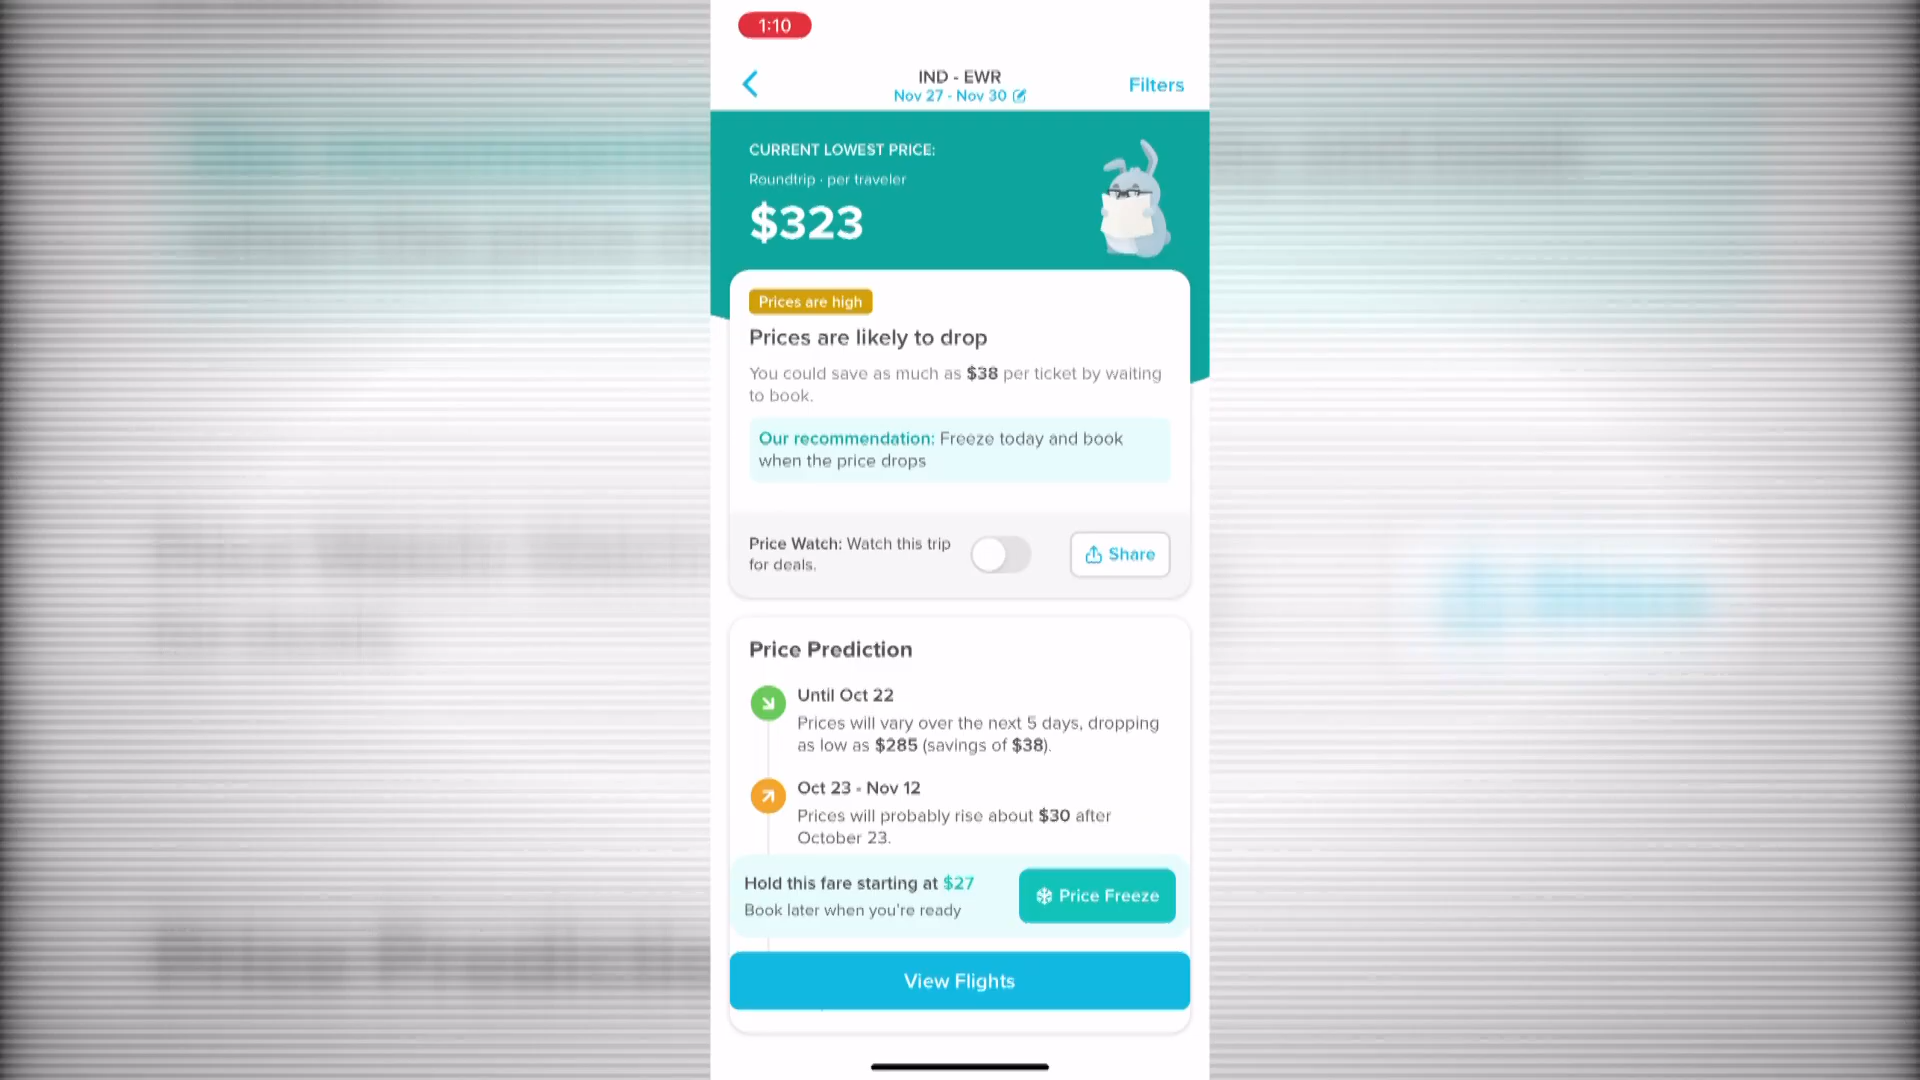 1:10
IND - EWR
Nov 27 - Nov 30
Filters
CURRENT LOWEST PRICE:
Roundtrip · per traveler
$323
Prices are high
Prices are likely to drop
You could save as much as $38 per ticket by waiting
to book.
Our recommendation: Freeze today and book
when the price drops
Price Watch: Watch this trip
for deals.
Share
Price Prediction
Until Oct 22
Prices will vary over the next 5 days, dropping
as low as $285 (savings of $38).
Oct 23 - Nov 12
Prices will probably rise about $30 after
October 23.
Hold this fare starting at $27
Book later when you're ready
Price Freeze
View Flights